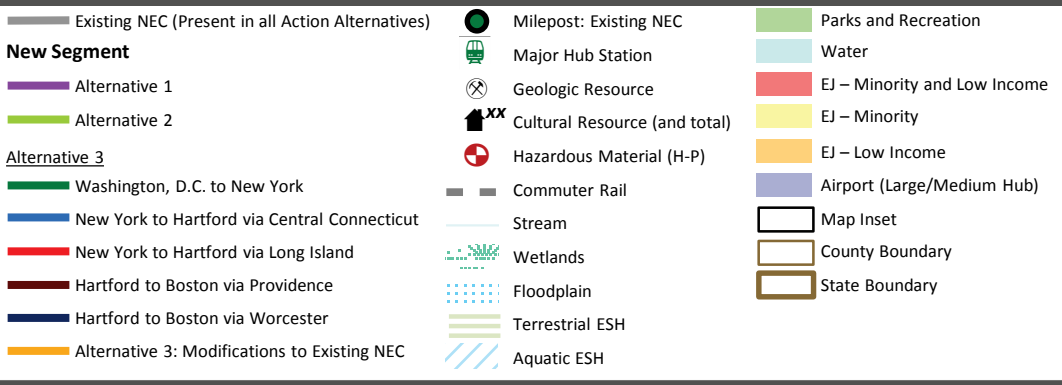 Existing NEC (Present in all Action Alternatives)
New Segment
Alternative 1
Alternative 2
Alternative 3
Washington, D.C. to New York
New York to Hartford via Central Connecticut
New York to Hartford via Long Island
Hartford to Boston via Providence
Hartford to Boston via Worcester
Alternative 3: Modifications to Existing NEC
Milepost: Existing NEC
Major Hub Station
Geologic Resource
xx Cultural Resource (and total)
Hazardous Material (H-P)
Commuter Rail
Stream
Wetlands
Floodplain
Terrestrial ESH
Aquatic ESH
Parks and Recreation
Water
EJ – Minority and Low Income
EJ – Minority
EJ – Low Income
Airport (Large/Medium Hub)
Map Inset
County Boundary
State Boundary